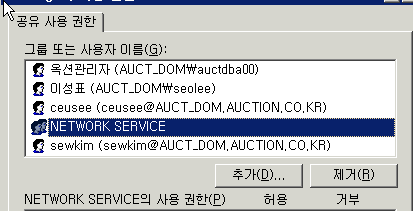 공유 사용 권한
그룹 또는 사용자 이름(G):
옥션관리자 (AUCT_DOM₩auctdba00)
이성표 (AUCT_DOM₩seolee)
ceusee (ceusee@AUCT_DOM,AUCTION,CO,KR)
NETWORK SERVICE
sewkim (sewkim@AUCT_DOM,AUCTION,CO,KR)
추가(D)... 제거(R)
NETWORK SERVICE의 사용 권한(P) 허용 거부